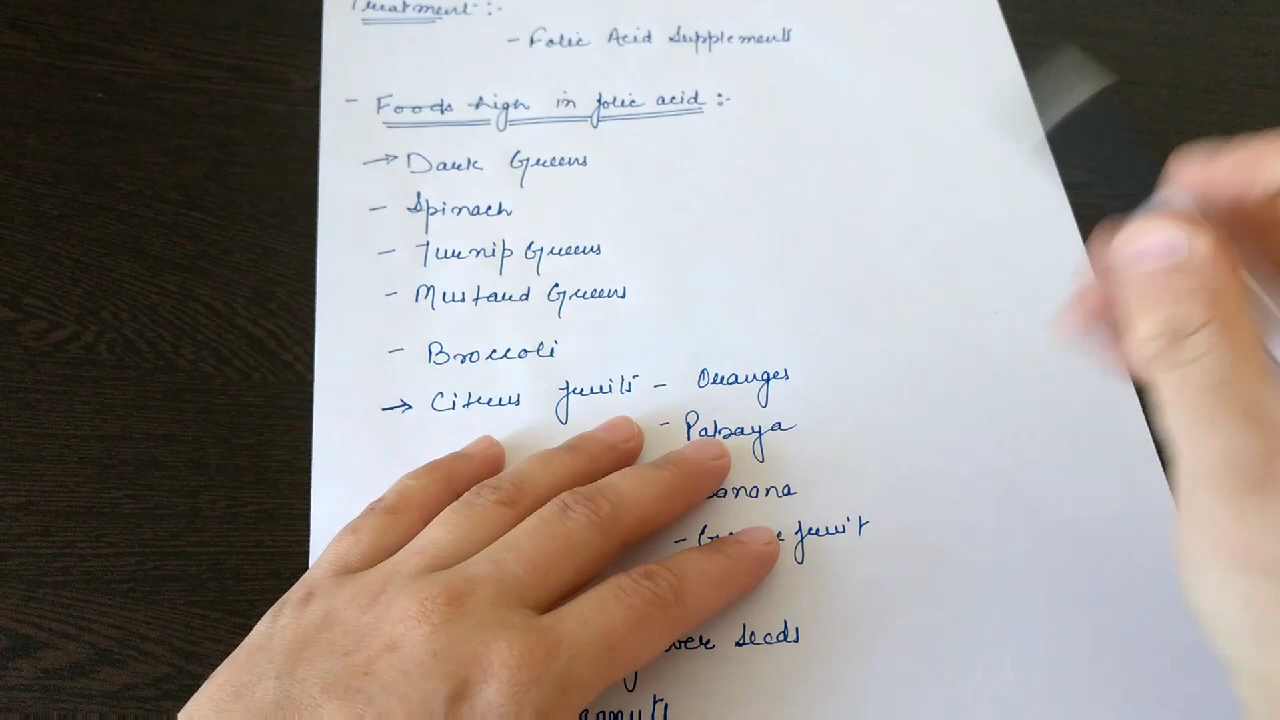 Treatment :-
- Folic Acid Supplements
- Foods high in folic acid :-
→ Dark Greens
- Spinach
- Turnip Greens
- Mustard Greens
- Broccoli
→ Citrus fruits - Oranges
- Papaya
anana
- fruit
seeds